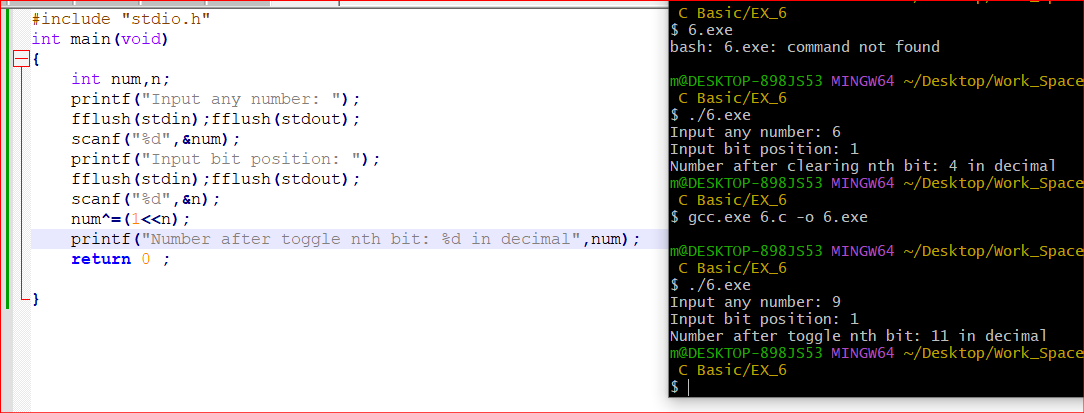 #include "stdio.h"
int main(void)
{
int num,n;
printf("Input any number: ");
fflush(stdin);fflush(stdout);
scanf("%d",&num);
printf("Input bit position: ");
fflush(stdin);fflush(stdout);
scanf("%d",&n);
num^=(1<<n);
printf("Number after toggle nth bit: %d in decimal",num);
return 0 ;
}
C Basic/EX_6
$ 6.exe
bash: 6.exe: command not found
m@DESKTOP-898JS53 MINGW64 ~/Desktop/Work_Space
C Basic/EX_6
$ ./6.exe
Input any number: 6
Input bit position: 1
Number after clearing nth bit: 4 in decimal
m@DESKTOP-898JS53 MINGW64 ~/Desktop/Work_Space
C Basic/EX_6
$ gcc.exe 6.c -o 6.exe
m@DESKTOP-898JS53 MINGW64 ~/Desktop/Work_Space
C Basic/EX_6
$ ./6.exe
Input any number: 9
Input bit position: 1
Number after toggle nth bit: 11 in decimal
m@DESKTOP-898JS53 MINGW64 ~/Desktop/Work_Space
C Basic/EX_6
$